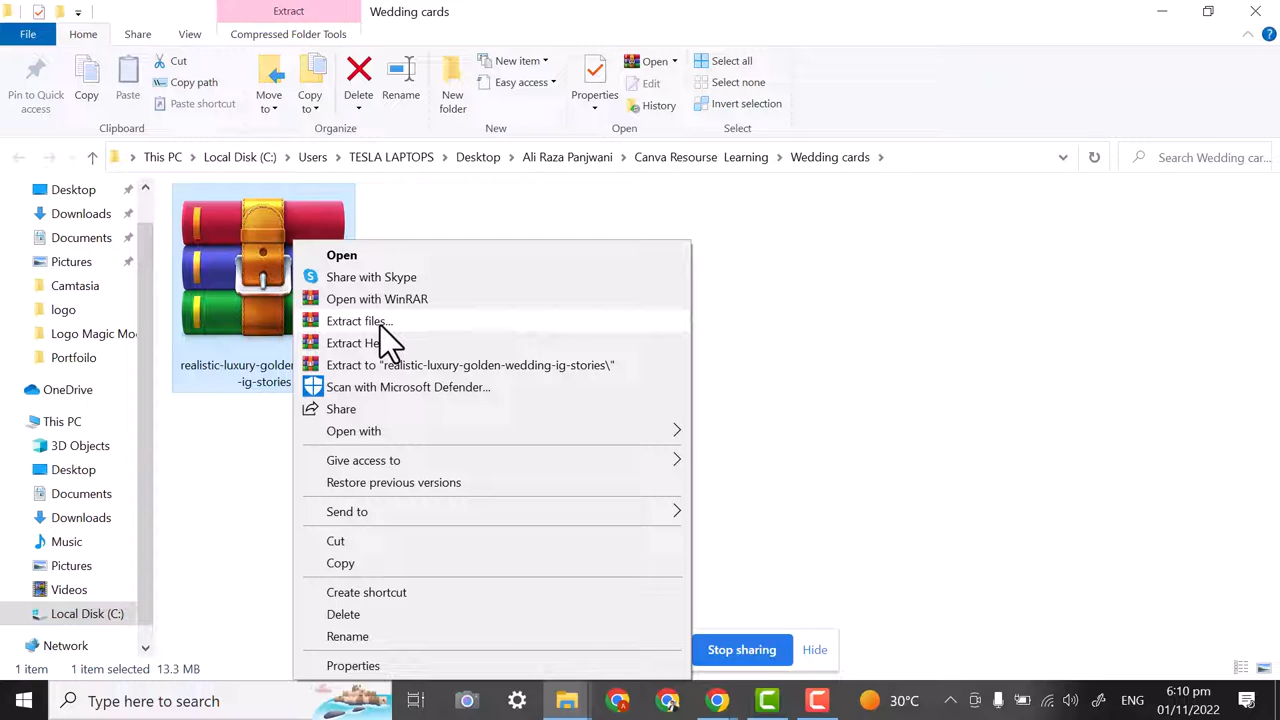 Extract
Wedding cards
File
Home
Share
View
Compressed Folder Tools
Pin to Quick access
Copy
Paste
Cut
Copy path
Paste shortcut
Clipboard
Move to
Copy to
Delete
Rename
Organize
New folder
New item
Easy access
New
Properties
Open
Edit
History
Open
Select all
Select none
Invert selection
Select
This PC
Local Disk (C:)
Users
TESLA LAPTOPS
Desktop
Ali Raza Panjwani
Canva Resourse Learning
Wedding cards
Search Wedding car...
Desktop
Downloads
Documents
Pictures
Camtasia
logo
Logo Magic Mo
Portfoilo
OneDrive
This PC
3D Objects
Desktop
Documents
Downloads
Music
Pictures
Videos
Local Disk (C:)
Network
realistic-luxury-golden
-ig-stories
Open
Share with Skype
Open with WinRAR
Extract files...
Extract He
Extract to "realistic-luxury-golden-wedding-ig-stories\"
Scan with Microsoft Defender...
Share
Open with
Give access to
Restore previous versions
Send to
Cut
Copy
Create shortcut
Delete
Rename
Properties
Stop sharing
Hide
1 item
1 item selected
13.3 MB
Type here to search
30°C
ENG
6:10 pm
01/11/2022